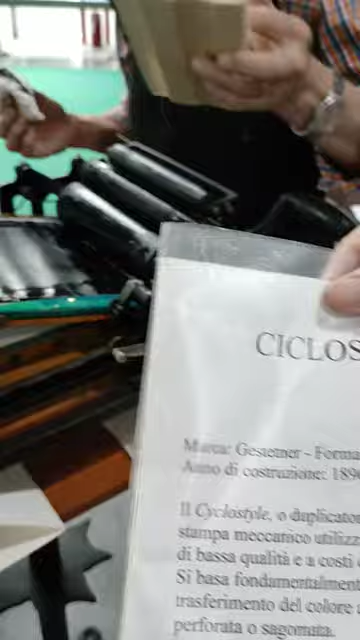 CICLOS
Marca: Gestetner - Forma
Anno di costruzione: 1896
Il Cyclostyle, o duplicator
stampa meccanico utilizz
di bassa qualità e a costi
Si basa fondamentalment
trasferimento del colore
perforata o sagomata.